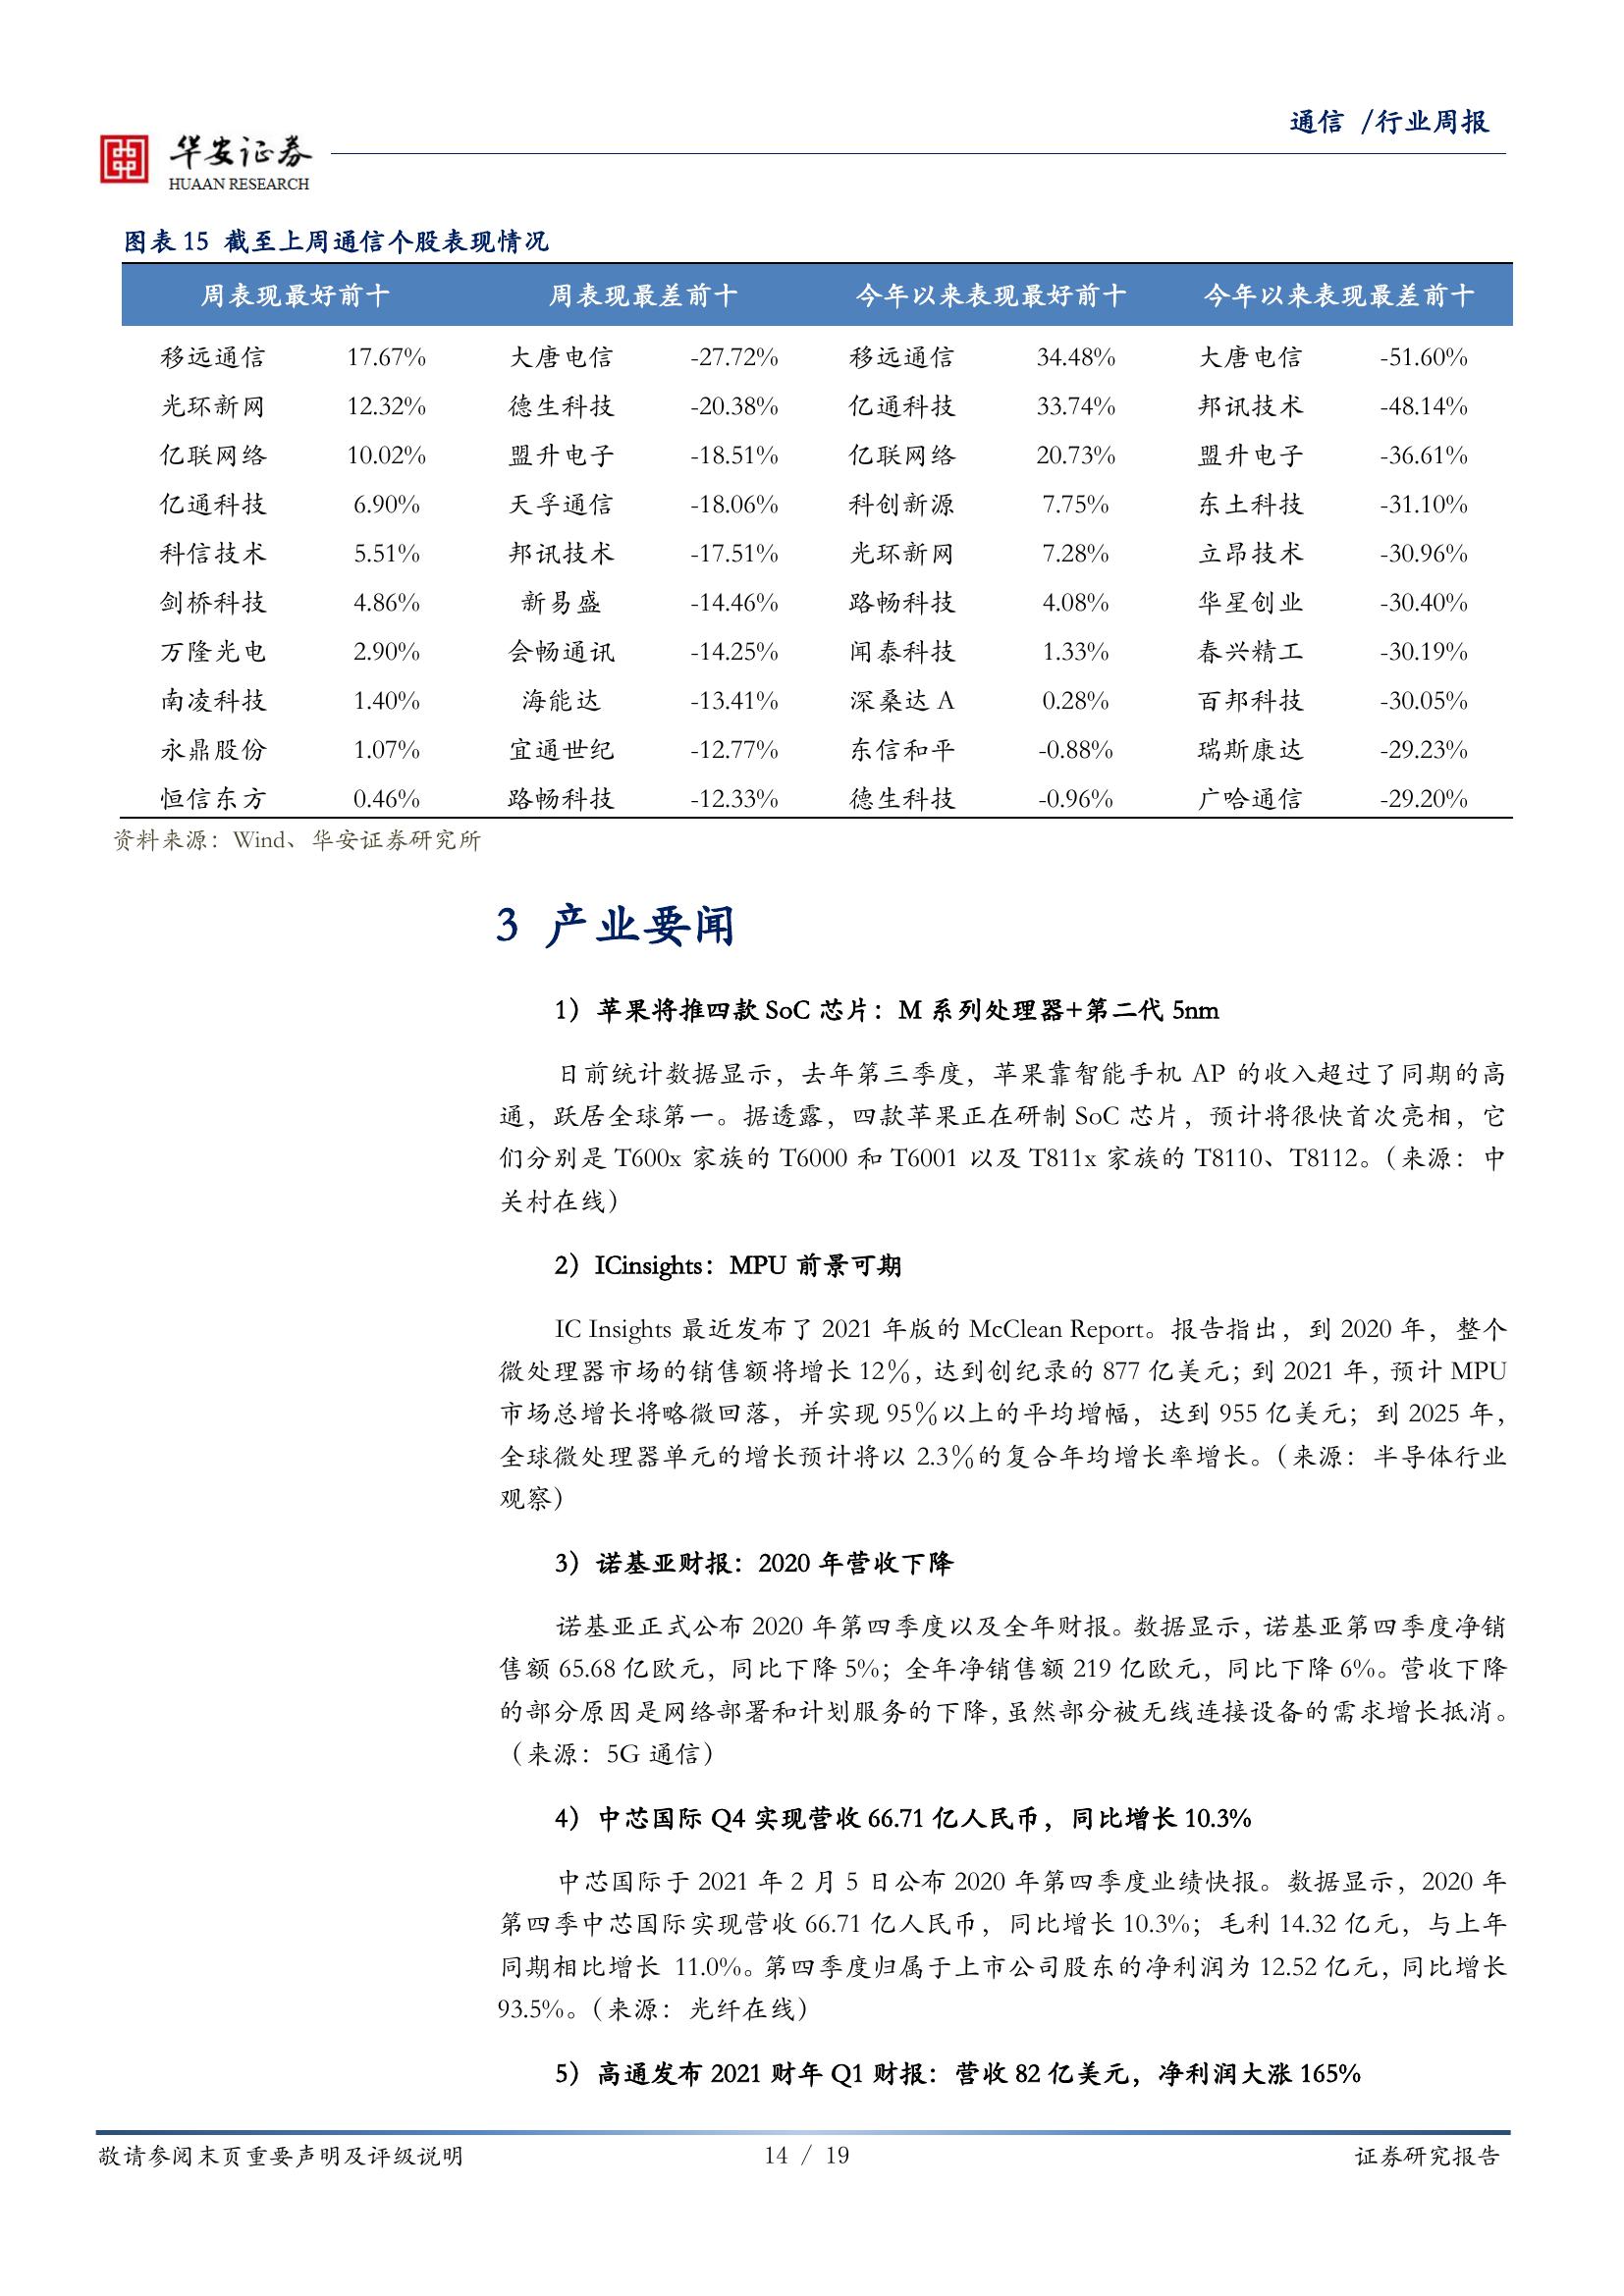 通信 /行业周报
华安证券
HUAAN RESEARCH
图表 15 截至上周通信个股表现情况
周表现最好前十 周表现最差前十 今年以来表现最好前十 今年以来表现最差前十
移远通信 17.67% 大唐电信 -27.72% 移远通信 34.48% 大唐电信 -51.60%
光环新网 12.32% 德生科技 -20.38% 亿通科技 33.74% 邦讯技术 -48.14%
亿联网络 10.02% 盟升电子 -18.51% 亿联网络 20.73% 盟升电子 -36.61%
亿通科技 6.90% 天孚通信 -18.06% 科创新源 7.75% 东土科技 -31.10%
科信技术 5.51% 邦讯技术 -17.51% 光环新网 7.28% 立昂技术 -30.96%
剑桥科技 4.86% 新易盛 -14.46% 路畅科技 4.08% 华星创业 -30.40%
万隆光电 2.90% 会畅通讯 -14.25% 闻泰科技 1.33% 春兴精工 -30.19%
南凌科技 1.40% 海能达 -13.41% 深桑达 A 0.28% 百邦科技 -30.05%
永鼎股份 1.07% 宜通世纪 -12.77% 东信和平 -0.88% 瑞斯康达 -29.23%
恒信东方 0.46% 路畅科技 -12.33% 德生科技 -0.96% 广哈通信 -29.20%
资料来源：Wind、华安证券研究所
3 产业要闻
1）苹果将推四款 SoC 芯片：M 系列处理器+第二代 5nm
日前统计数据显示，去年第三季度，苹果靠智能手机 AP 的收入超过了同期的高
通，跃居全球第一。据透露，四款苹果正在研制 SoC 芯片，预计将很快首次亮相，它
们分别是 T600x 家族的 T6000 和 T6001 以及 T811x 家族的 T8110、T8112。（来源：中
关村在线）
2）ICinsights：MPU 前景可期
IC Insights 最近发布了 2021 年版的 McClean Report。报告指出，到 2020 年，整个
微处理器市场的销售额将增长 12％，达到创纪录的 877 亿美元；到 2021 年，预计 MPU
市场总增长将略微回落，并实现 95％以上的平均增幅，达到 955 亿美元；到 2025 年，
全球微处理器单元的增长预计将以 2.3％的复合年均增长率增长。（来源：半导体行业
观察）
3）诺基亚财报：2020 年营收下降
诺基亚正式公布 2020 年第四季度以及全年财报。数据显示，诺基亚第四季度净销
售额 65.68 亿欧元，同比下降 5%；全年净销售额 219 亿欧元，同比下降 6%。营收下降
的部分原因是网络部署和计划服务的下降，虽然部分被无线连接设备的需求增长抵消。
（来源：5G 通信）
4）中芯国际 Q4 实现营收 66.71 亿人民币，同比增长 10.3%
中芯国际于 2021 年 2 月 5 日公布 2020 年第四季度业绩快报。数据显示，2020 年
第四季中芯国际实现营收 66.71 亿人民币，同比增长 10.3%；毛利 14.32 亿元，与上年
同期相比增长 11.0%。第四季度归属于上市公司股东的净利润为 12.52 亿元，同比增长
93.5%。（来源：光纤在线）
5）高通发布 2021 财年 Q1 财报：营收 82 亿美元，净利润大涨 165%
敬请参阅末页重要声明及评级说明 14 / 19 证券研究报告